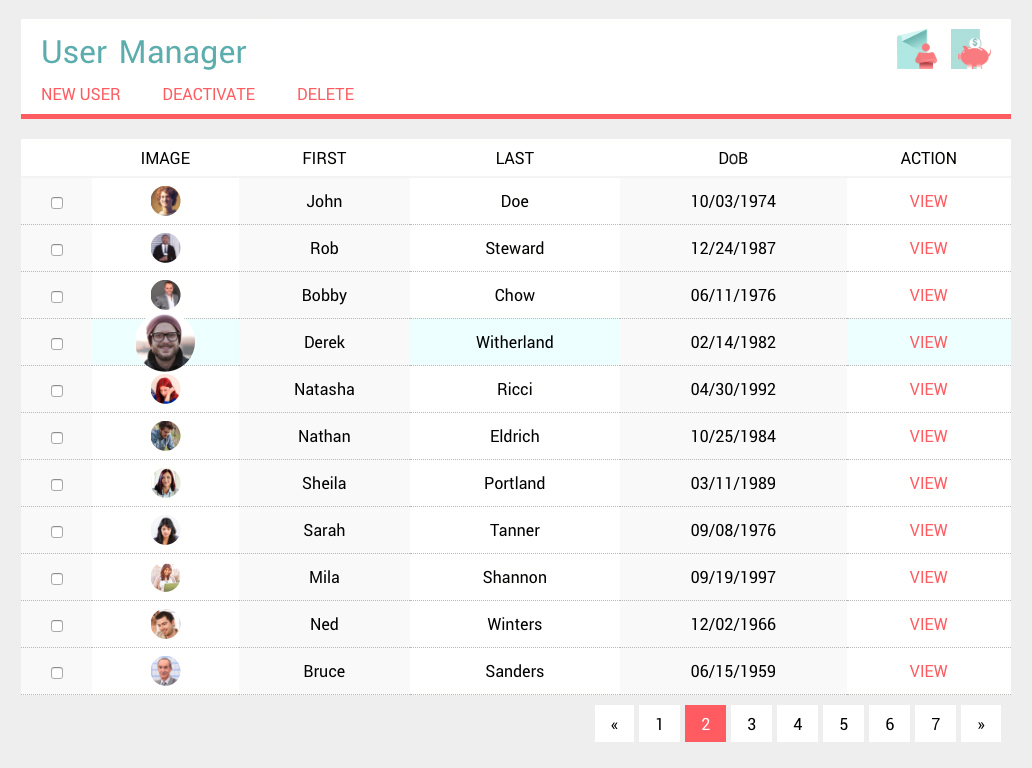 User Manager
NEW USER DEACTIVATE DELETE
IMAGE FIRST LAST DOB ACTION
John Doe 10/03/1974 VIEW
Rob Steward 12/24/1987 VIEW
Bobby Chow 06/11/1976 VIEW
Derek Witherland 02/14/1982 VIEW
Natasha Ricci 04/30/1992 VIEW
Nathan Eldrich 10/25/1984 VIEW
Sheila Portland 03/11/1989 VIEW
Sarah Tanner 09/08/1976 VIEW
Mila Shannon 09/19/1997 VIEW
Ned Winters 12/02/1966 VIEW
Bruce Sanders 06/15/1959 VIEW
« 1 2 3 4 5 6 7 »